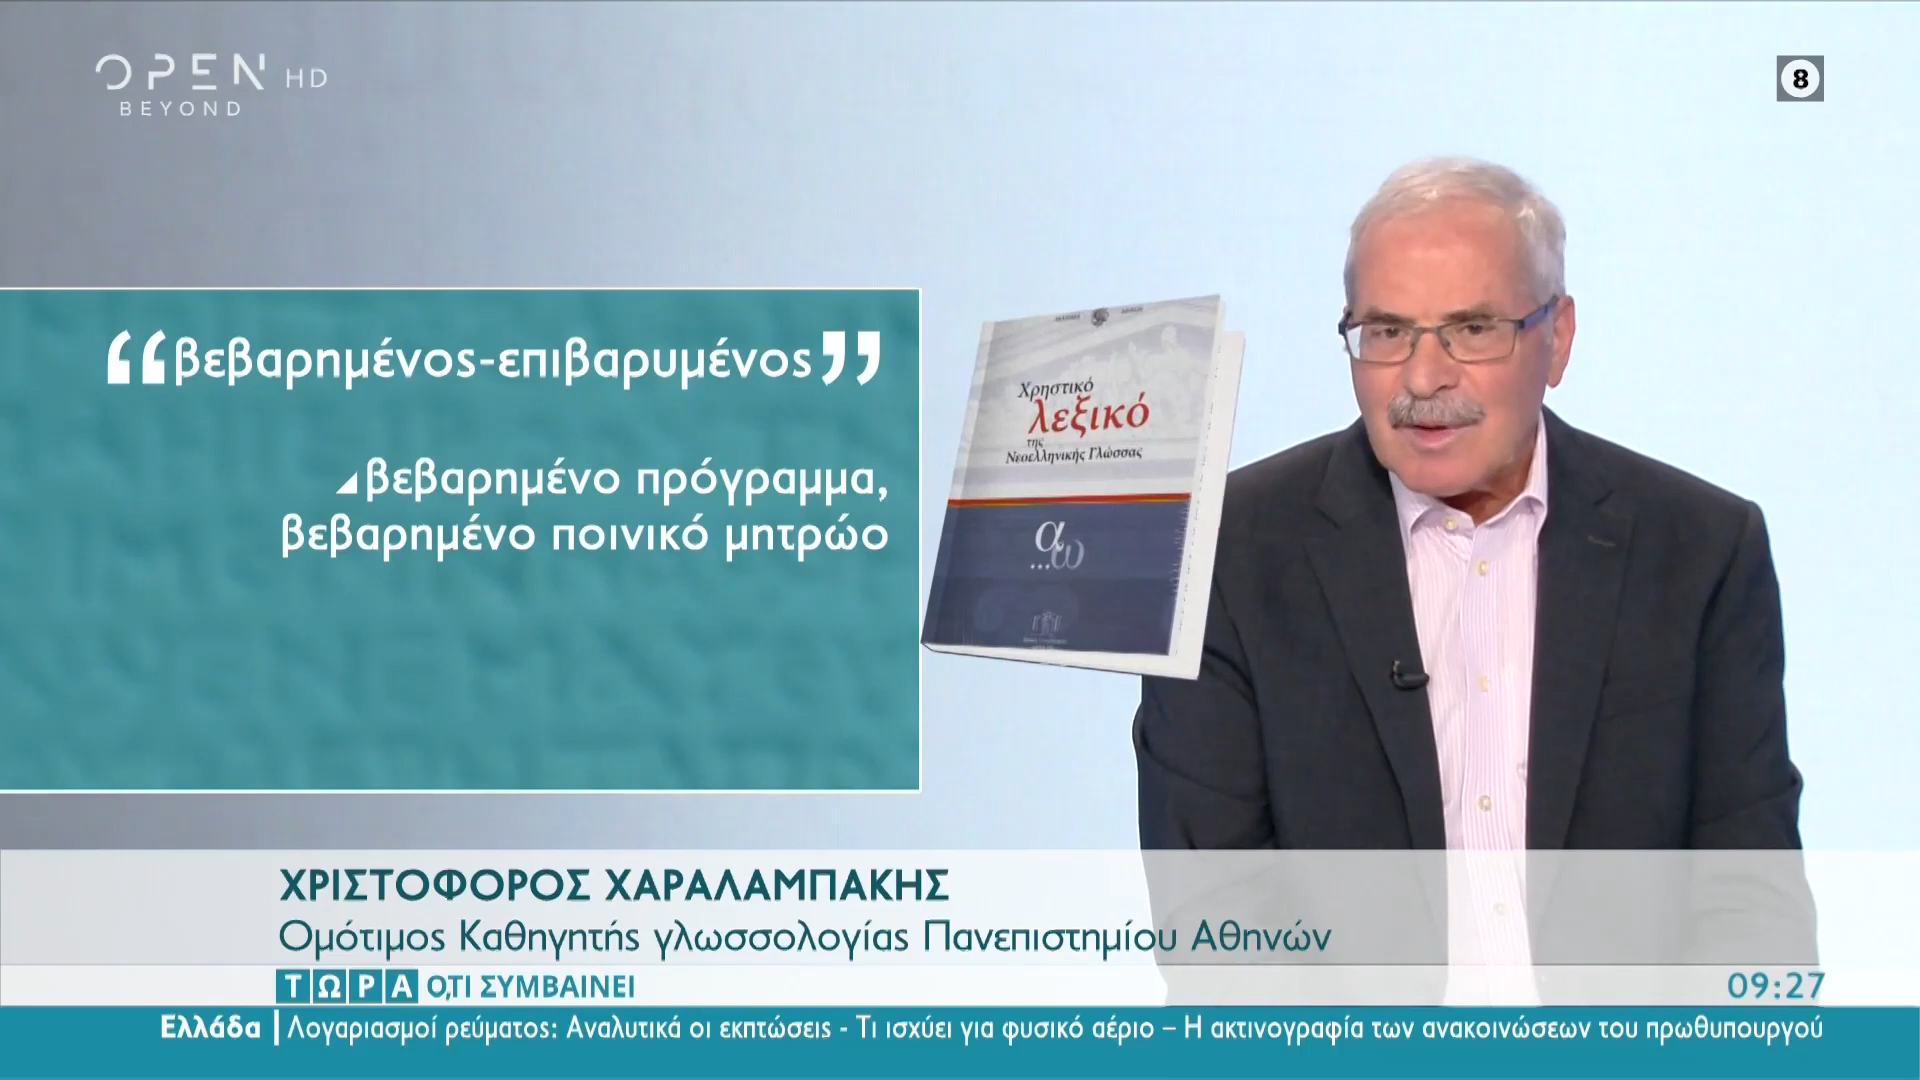 OPEN HD
BEYOND
8
“βεβαρημένος-επιβαρυμένος”
βεβαρημένο πρόγραμμα,
βεβαρημένο ποινικό μητρώο
Χρηστικό
λεξικό
της
Νεοελληνικής Γλώσσας
α
...ω
ΧΡΙΣΤΟΦΟΡΟΣ ΧΑΡΑΛΑΜΠΑΚΗΣ
Ομότιμος Καθηγητής γλωσσολογίας Πανεπιστημίου Αθηνών
ΤΩΡΑ Ο,ΤΙ ΣΥΜΒΑΙΝΕΙ
09:27
Ελλάδα | Λογαριασμοί ρεύματος: Αναλυτικά οι εκπτώσεις - Τι ισχύει για φυσικό αέριο – Η ακτινογραφία των ανακοινώσεων του πρωθυπουργού